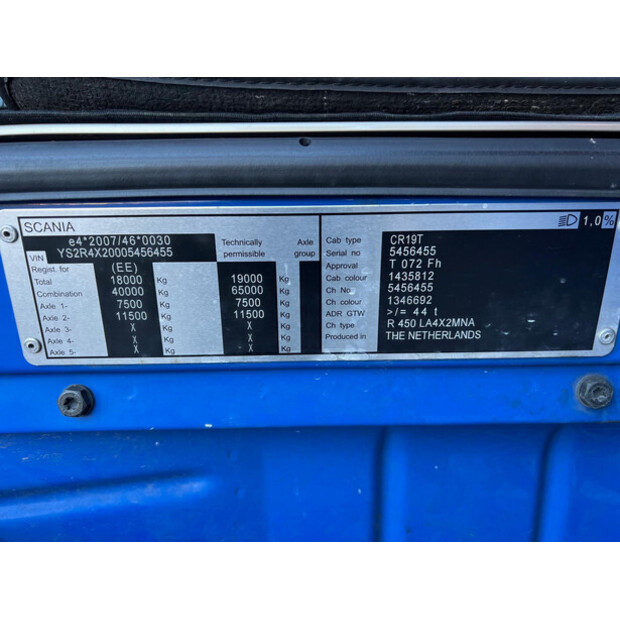 SCANIA
1,0%
e4*2007/46*0030
VIN YS2R4X20005456455
Technically permissible
Axle group
Regist. for (EE)
Total 18000 Kg 19000 Kg
Combination 40000 Kg 65000 Kg
Axle 1- 7500 Kg 7500 Kg
Axle 2- 11500 Kg 11500 Kg
Axle 3- X Kg X Kg
Axle 4- X Kg X Kg
Axle 5- X Kg X Kg
Cab type CR19T
Serial no 5456455
Approval T 072 Fh
Cab colour 1435812
Ch No 5456455
Ch colour 1346692
ADR GTW >/= 44 t
Ch type R 450 LA4X2MNA
Produced in THE NETHERLANDS